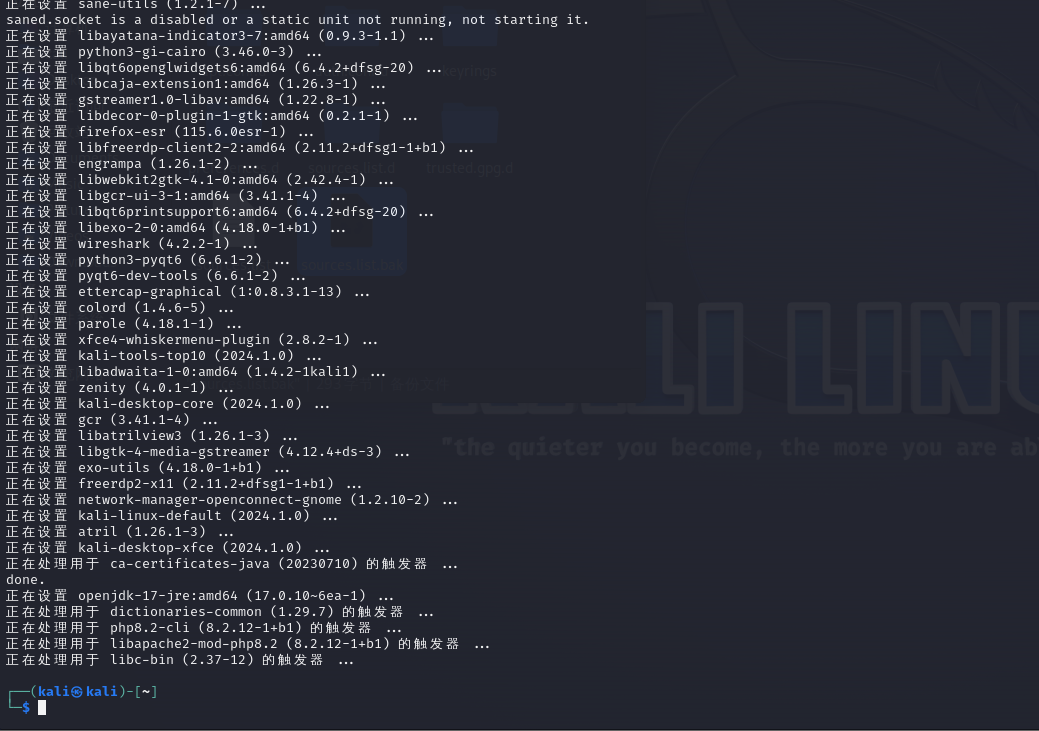 正在设置 sane-utils (1.2.1-7) ...
saned.socket is a disabled or a static unit not running, not starting it.
正在设置 libayatana-indicator3-7:amd64 (0.9.3-1.1) ...
正在设置 python3-gi-cairo (3.46.0-3) ...
正在设置 libqt6openglwidgets6:amd64 (6.4.2+dfsg-20) ...
正在设置 libcaja-extension1:amd64 (1.26.3-1) ...
正在设置 gstreamer1.0-libav:amd64 (1.22.8-1) ...
正在设置 libdecor-0-plugin-1-gtk:amd64 (0.2.1-1) ...
正在设置 firefox-esr (115.6.0esr-1) ...
正在设置 libfreerdp-client2-2:amd64 (2.11.2+dfsg1-1+b1) ...
正在设置 engrampa (1.26.1-2) ...
正在设置 libwebkit2gtk-4.1-0:amd64 (2.42.4-1) ...
正在设置 libgcr-ui-3-1:amd64 (3.41.1-4) ...
正在设置 libqt6printsupport6:amd64 (6.4.2+dfsg-20) ...
正在设置 libexo-2-0:amd64 (4.18.0-1+b1) ...
正在设置 wireshark (4.2.2-1) ...
正在设置 python3-pyqt6 (6.6.1-2) ...
正在设置 pyqt6-dev-tools (6.6.1-2) ...
正在设置 ettercap-graphical (1:0.8.3.1-13) ...
正在设置 colord (1.4.6-5) ...
正在设置 parole (4.18.1-1) ...
正在设置 xfce4-whiskermenu-plugin (2.8.2-1) ...
正在设置 kali-tools-top10 (2024.1.0) ...
正在设置 libadwaita-1-0:amd64 (1.4.2-1kali1) ...
正在设置 zenity (4.0.1-1) ...
正在设置 kali-desktop-core (2024.1.0) ...
正在设置 gcr (3.41.1-4) ...
正在设置 libatrilview3 (1.26.1-3) ...
正在设置 libgtk-4-media-gstreamer (4.12.4+ds-3) ...
正在设置 exo-utils (4.18.0-1+b1) ...
正在设置 freerdp2-x11 (2.11.2+dfsg1-1+b1) ...
正在设置 network-manager-openconnect-gnome (1.2.10-2) ...
正在设置 kali-linux-default (2024.1.0) ...
正在设置 atril (1.26.1-3) ...
正在设置 kali-desktop-xfce (2024.1.0) ...
正在处理用于 ca-certificates-java (20230710) 的触发器 ...
done.
正在设置 openjdk-17-jre:amd64 (17.0.10~6ea-1) ...
正在处理用于 dictionaries-common (1.29.7) 的触发器 ...
正在处理用于 php8.2-cli (8.2.12-1+b1) 的触发器 ...
正在处理用于 libapache2-mod-php8.2 (8.2.12-1+b1) 的触发器 ...
正在处理用于 libc-bin (2.37-12) 的触发器 ...
┌──(kali㉿kali)-[~]
└─$
keyrings
trusted.gpg.d
LI LINU
"the quieter you become, the more you are ab